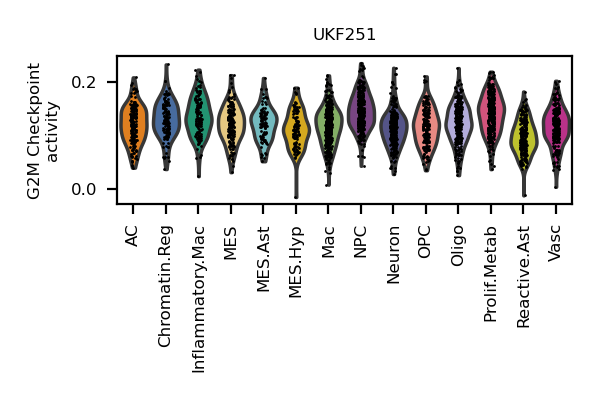 UKF251
G2M Checkpoint
activity
0.2
0.0
AC
Chromatin.Reg
Inflammatory.Mac
MES
MES.Ast
MES.Hyp
Mac
NPC
Neuron
OPC
Oligo
Prolif.Metab
Reactive.Ast
Vasc